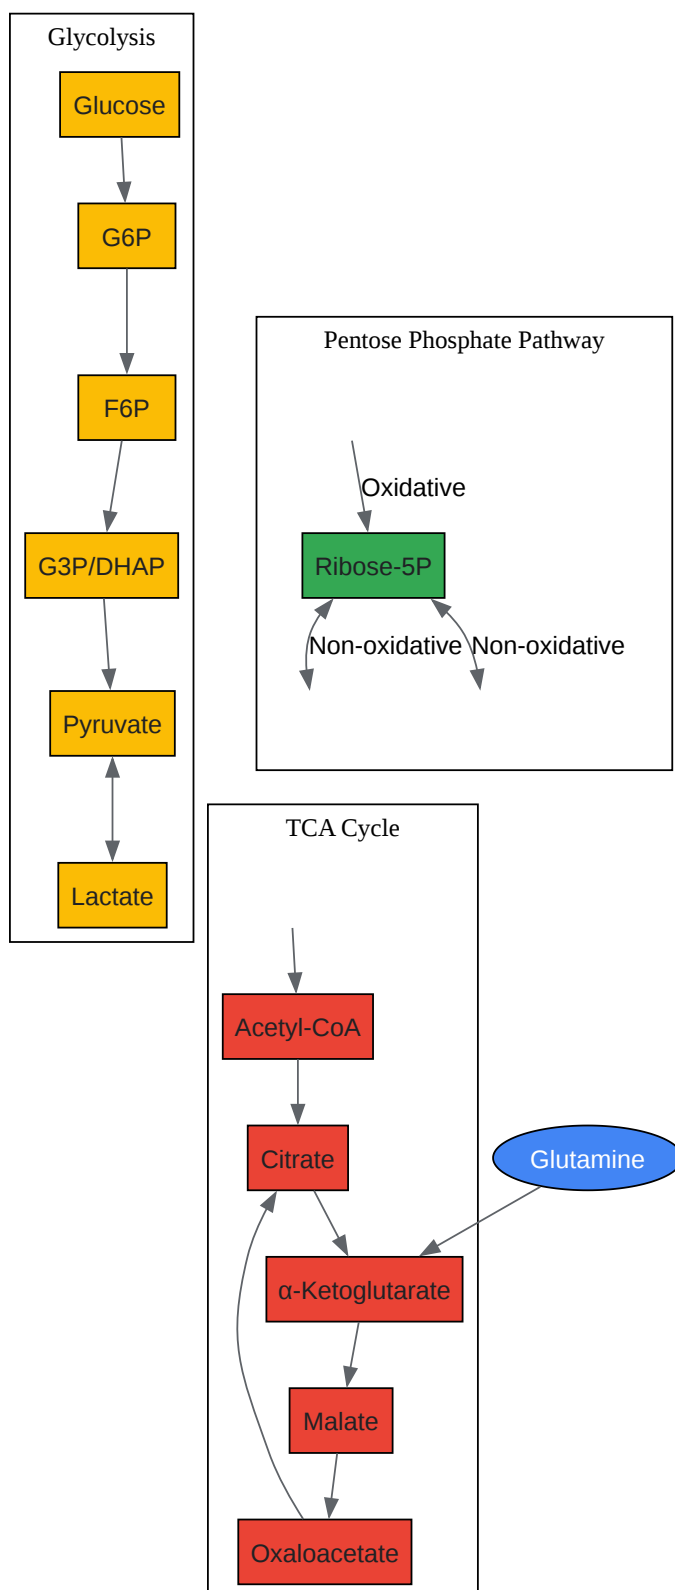 Glycolysis
Glucose
G6P
F6P
G3P/DHAP
Pyruvate
Lactate
Pentose Phosphate Pathway
Oxidative
Ribose-5P
Non-oxidative
Non-oxidative
TCA Cycle
Acetyl-CoA
Citrate
Glutamine
α-Ketoglutarate
Malate
Oxaloacetate